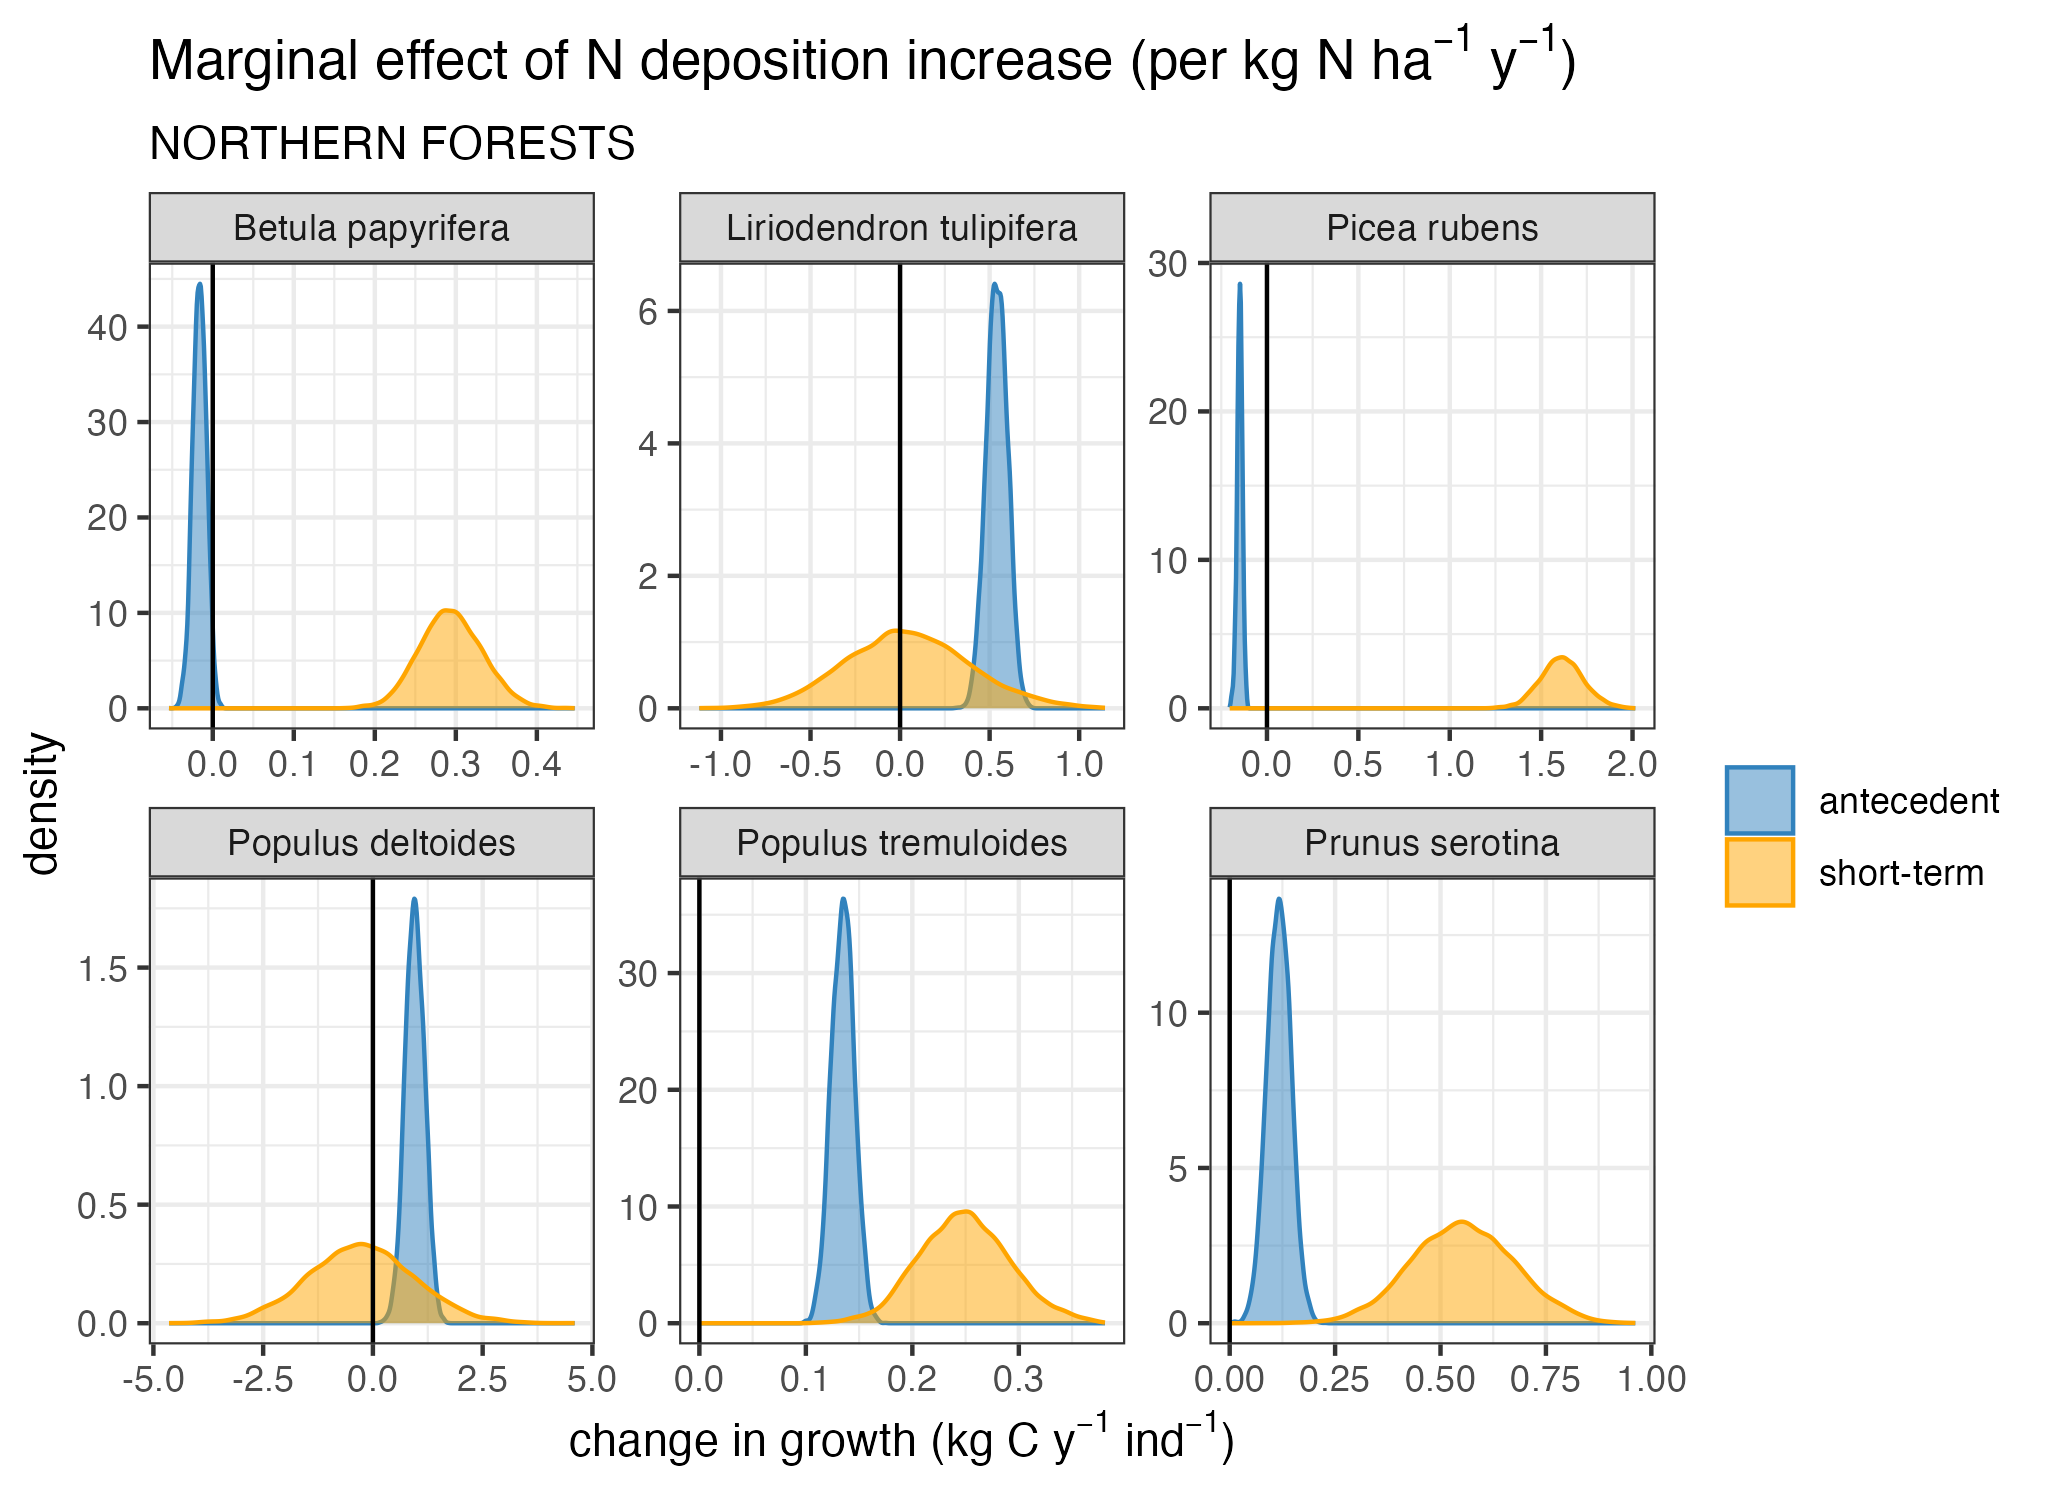 Marginal effect of N deposition increase (per kg N ha⁻¹ y⁻¹)
NORTHERN FORESTS
Betula papyrifera
Liriodendron tulipifera
Picea rubens
40
30
20
10
0
0.0 0.1 0.2 0.3 0.4
6
4
2
0
-1.0 -0.5 0.0 0.5 1.0
30
20
10
0
0.0 0.5 1.0 1.5 2.0
density
antecedent
short-term
Populus deltoides
Populus tremuloides
Prunus serotina
1.5
1.0
0.5
0.0
-5.0 -2.5 0.0 2.5 5.0
30
20
10
0
0.0 0.1 0.2 0.3
10
5
0
0.00 0.25 0.50 0.75 1.00
change in growth (kg C y⁻¹ ind⁻¹)